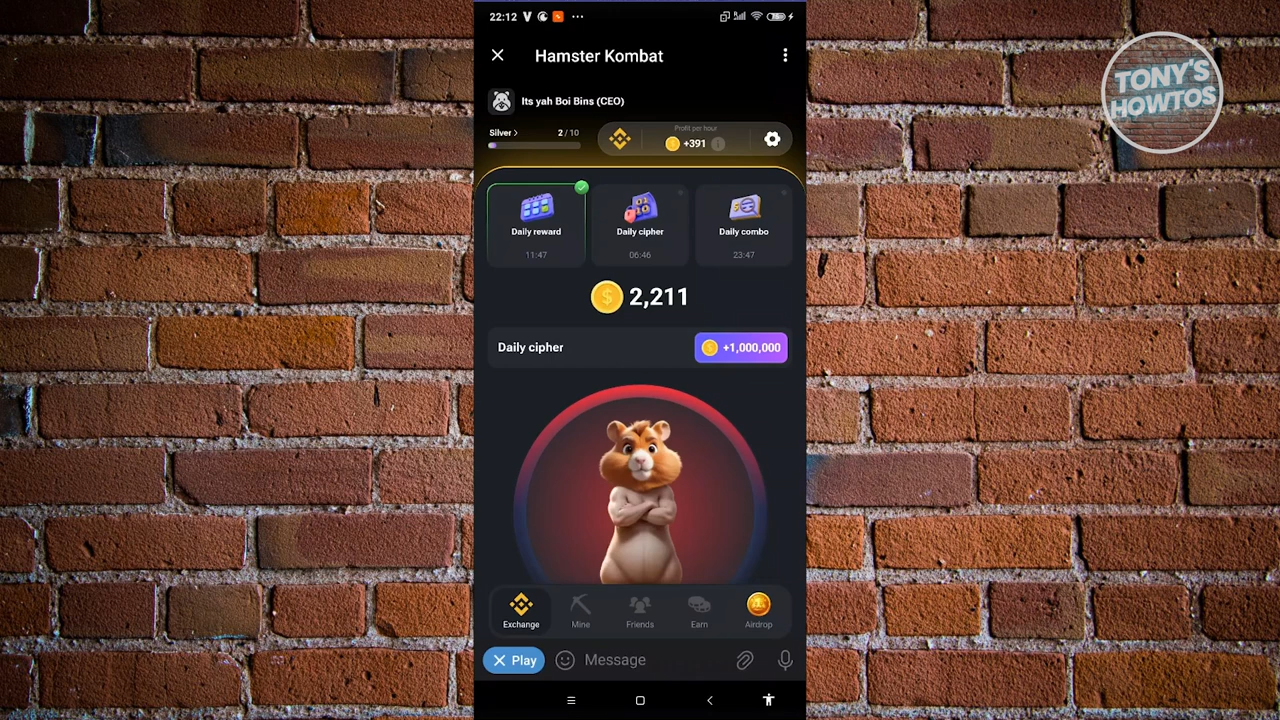 22:12
Hamster Kombat
TONY'S
HOWTOS
Its yah Boi Bins (CEO)
Silver > 2 / 10
Profit per hour
+391
Daily reward
11:47
Daily cipher
06:46
Daily combo
23:47
2,211
Daily cipher
+1,000,000
Exchange
Mine
Friends
Earn
Airdrop
Play
Message